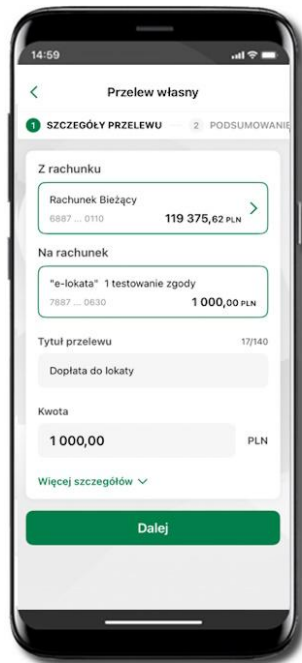 14:59
Przelew własny
1 SZCZEGÓŁY PRZELEWU 2 PODSUMOWANIE
Z rachunku
Rachunek Bieżący
6887 ... 0110 119 375,62 PLN
Na rachunek
"e-lokata" 1 testowanie zgody
7887 ... 0630 1 000,00 PLN
Tytuł przelewu 17/140
Dopłata do lokaty
Kwota
1 000,00 PLN
Więcej szczegółów
Dalej